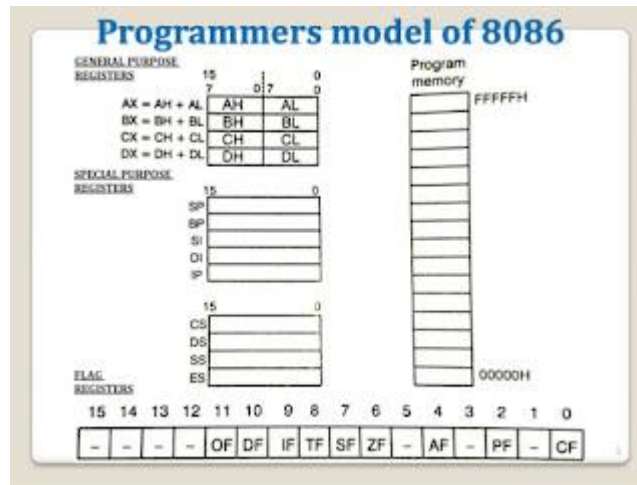 Programmers model of 8086
GENERAL PURPOSE
REGISTERS
15 0
7 0 7 0
AX = AH + AL AH AL
BX = BH + BL BH BL
CX = CH + CL CH CL
DX = DH + DL DH DL
Program
memory
FFFFFH
SPECIAL PURPOSE
REGISTERS
15 0
SP
BP
SI
DI
IP
15 0
CS
DS
SS
ES
00000H
FLAG
REGISTERS
15 14 13 12 11 10 9 8 7 6 5 4 3 2 1 0
- - - - OF DF IF TF SF ZF - AF - PF - CF